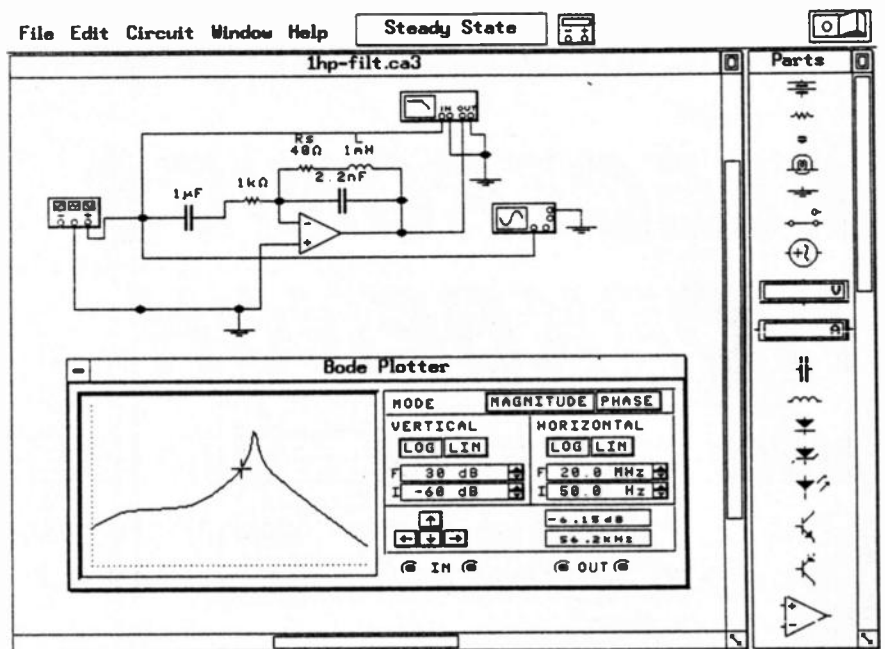 File Edit Circuit Window Help Steady State
1hp-filt.ca3
Parts
IN OUT
Rs
40Ω 1mH
1μF
1kΩ
2.2nF
-
+
V
A
Bode Plotter
MODE MAGNITUDE PHASE
VERTICAL HORIZONTAL
LOG LIN LOG LIN
F 30 dB F 20.0 MHz
I -60 dB I 50.0 Hz
-6.15dB
56.2kHz
IN OUT